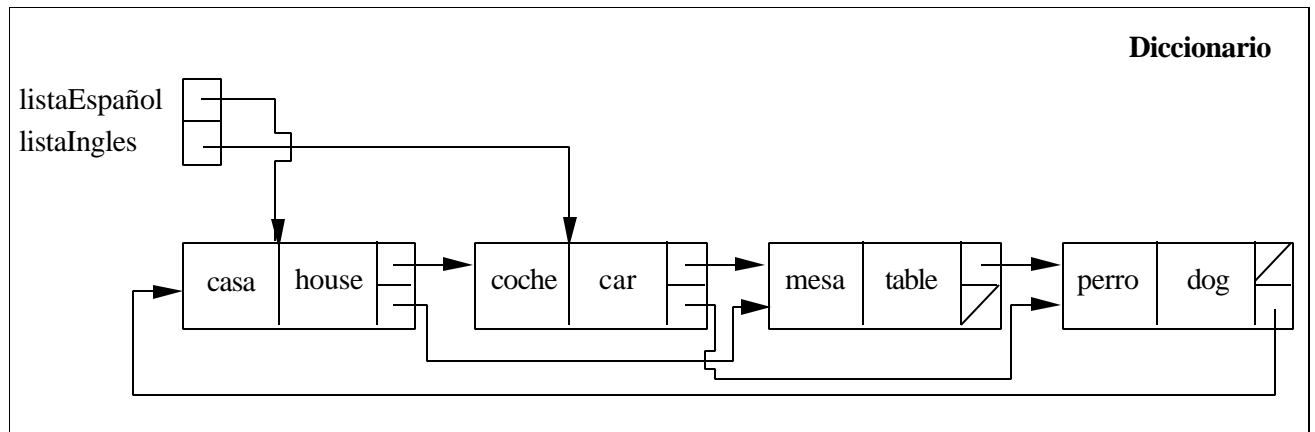 Diccionario
listaEspañol
listaIngles
casa house coche car mesa table perro dog